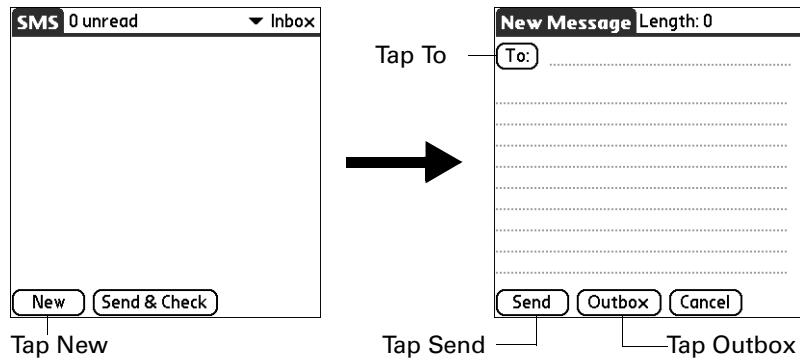 SMS 0 unread Inbox
New Send & Check
Tap New
New Message Length: 0
Tap To
To:
Send Outbox Cancel
Tap Send Tap Outbox